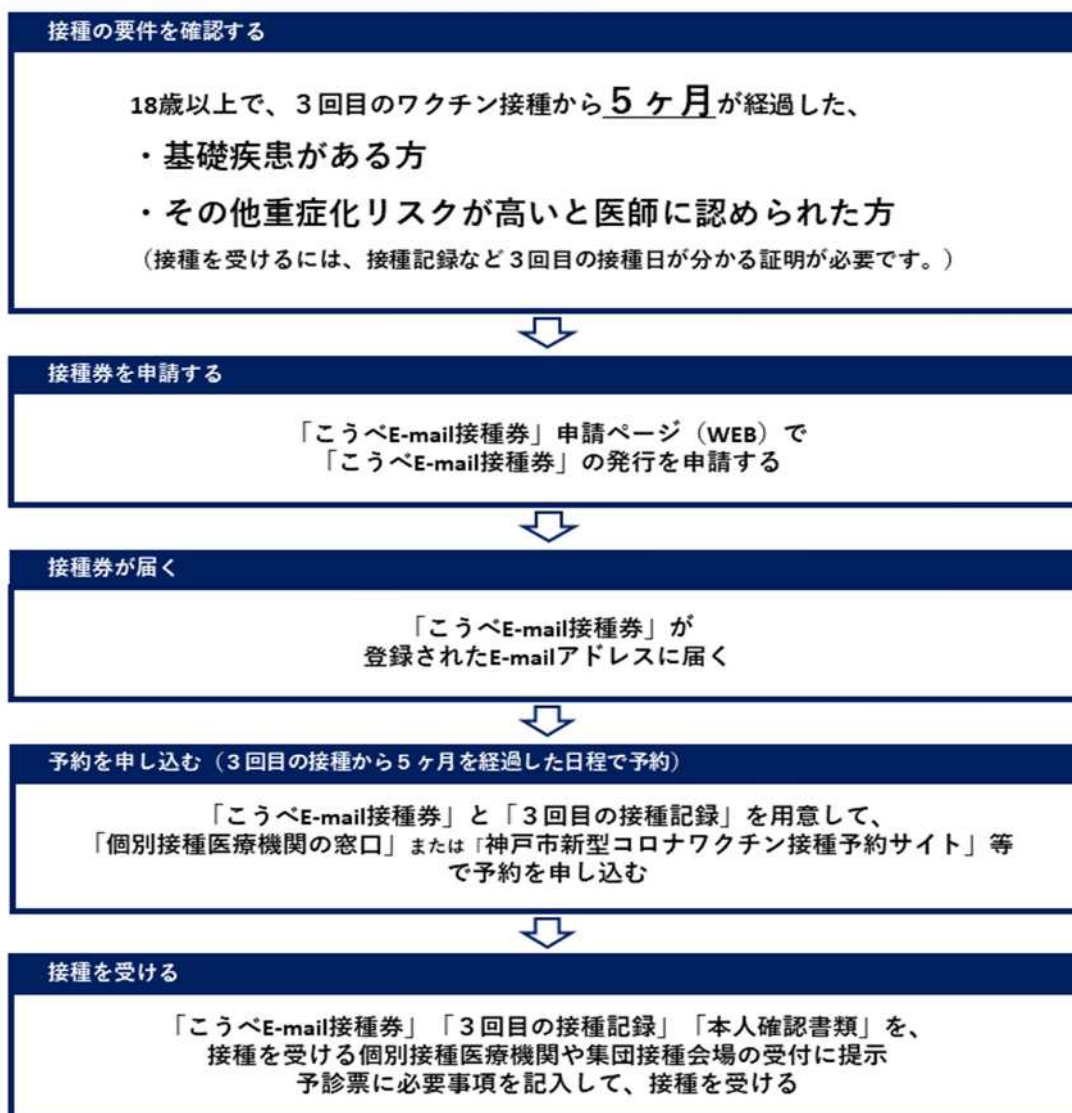 接種の要件を確認する
18歳以上で、３回目のワクチン接種から５ヶ月が経過した、
・基礎疾患がある方
・その他重症化リスクが高いと医師に認められた方
（接種を受けるには、接種記録など３回目の接種日が分かる証明が必要です。）
接種券を申請する
「こうべE-mail接種券」申請ページ（WEB）で
「こうべE-mail接種券」の発行を申請する
接種券が届く
「こうべE-mail接種券」が
登録されたE-mailアドレスに届く
予約を申し込む（３回目の接種から５ヶ月を経過した日程で予約）
「こうべE-mail接種券」と「３回目の接種記録」を用意して、
「個別接種医療機関の窓口」または「神戸市新型コロナワクチン接種予約サイト」等
で予約を申し込む
接種を受ける
「こうべE-mail接種券」「３回目の接種記録」「本人確認書類」を、
接種を受ける個別接種医療機関や集団接種会場の受付に提示
予診票に必要事項を記入して、接種を受ける